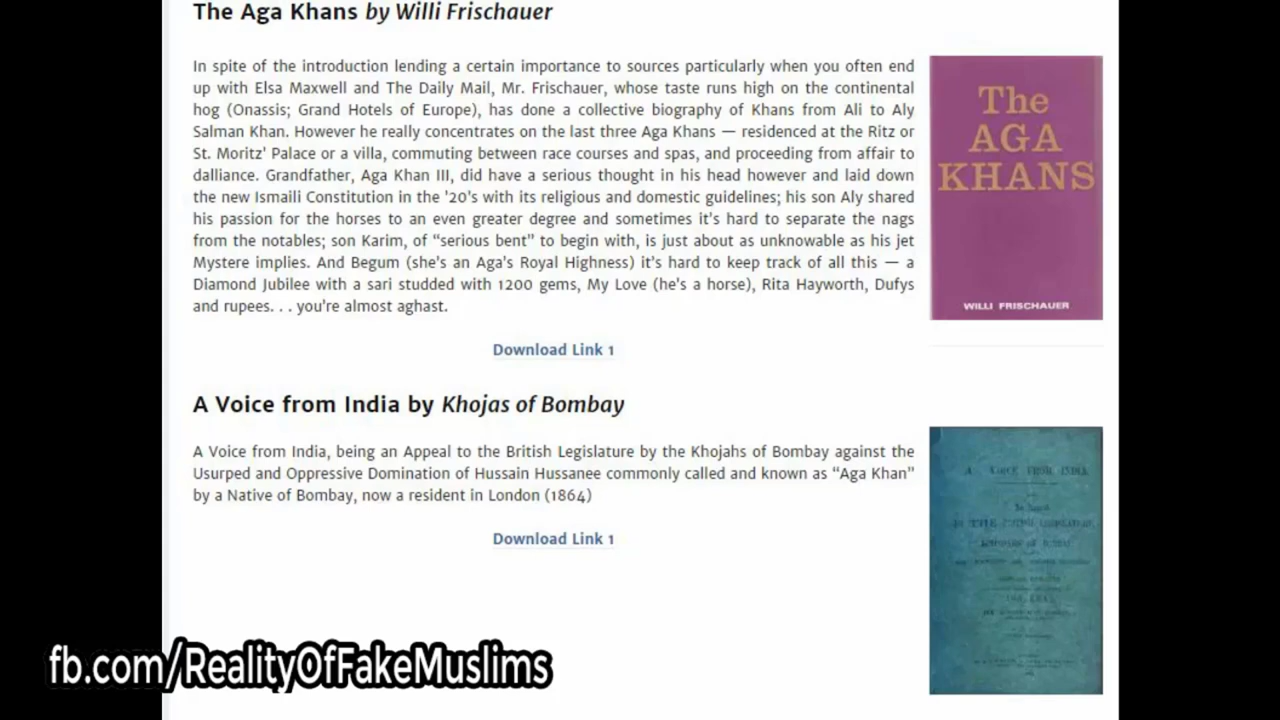 The Aga Khans by Willi Frischauer
In spite of the introduction lending a certain importance to sources particularly when you often end
up with Elsa Maxwell and The Daily Mail, Mr. Frischauer, whose taste runs high on the continental
hog (Onassis; Grand Hotels of Europe), has done a collective biography of Khans from Ali to Aly
Salman Khan. However he really concentrates on the last three Aga Khans — residenced at the Ritz or
St. Moritz' Palace or a villa, commuting between race courses and spas, and proceeding from affair to
dalliance. Grandfather, Aga Khan III, did have a serious thought in his head however and laid down
the new Ismaili Constitution in the '20's with its religious and domestic guidelines; his son Aly shared
his passion for the horses to an even greater degree and sometimes it's hard to separate the nags
from the notables; son Karim, of “serious bent” to begin with, is just about as unknowable as his jet
Mystere implies. And Begum (she's an Aga's Royal Highness) it's hard to keep track of all this — a
Diamond Jubilee with a sari studded with 1200 gems, My Love (he's a horse), Rita Hayworth, Dufys
and rupees. . . you're almost aghast.
Download Link 1
The
AGA
KHANS
WILLI FRISCHAUER
A Voice from India by Khojas of Bombay
A Voice from India, being an Appeal to the British Legislature by the Khojahs of Bombay against the
Usurped and Oppressive Domination of Hussain Hussanee commonly called and known as “Aga Khan”
by a Native of Bombay, now a resident in London (1864)
Download Link 1
A VOICE FROM INDIA
fb.com/RealityOfFakeMuslims